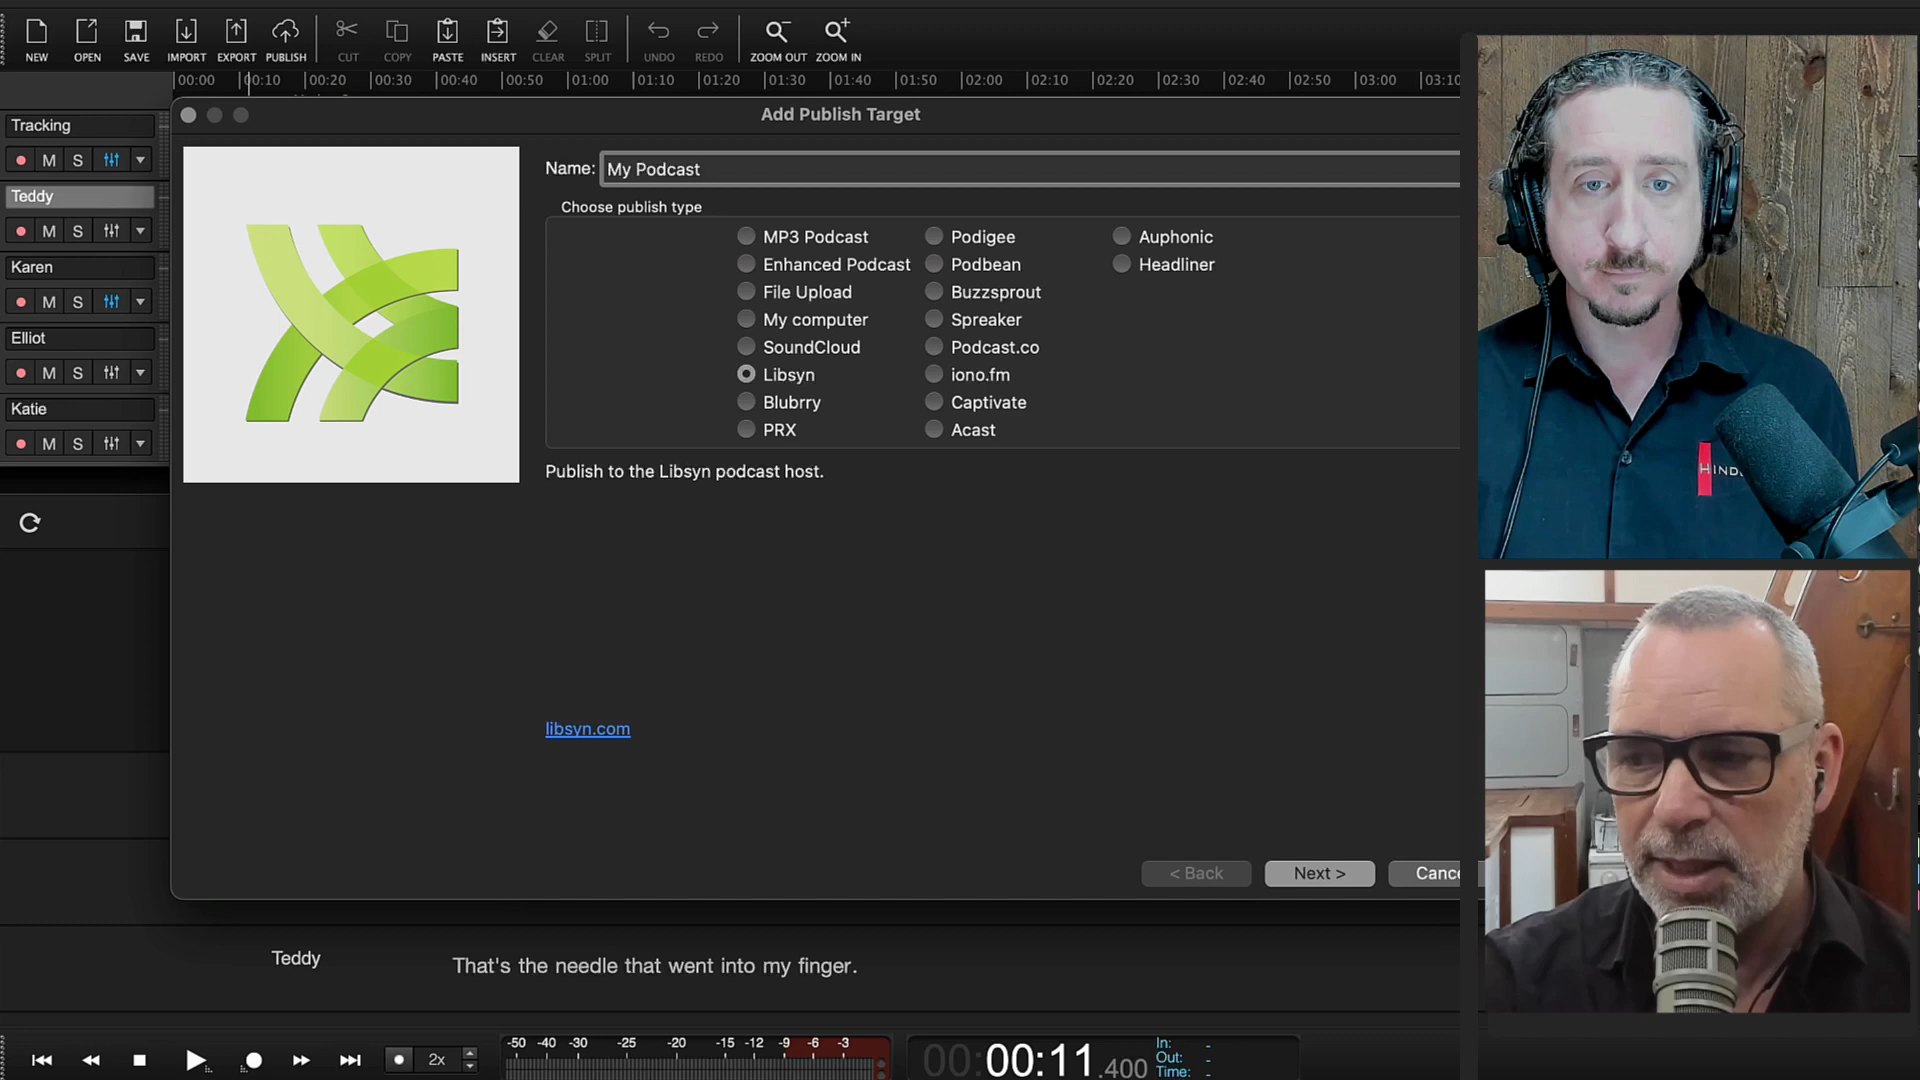 NEW OPEN SAVE IMPORT EXPORT PUBLISH CUT COPY PASTE INSERT CLEAR SPLIT UNDO REDO ZOOM OUT ZOOM IN
00:00 00:10 00:20 00:30 00:40 00:50 01:00 01:10 01:20 01:30 01:40 01:50 02:00 02:10 02:20 02:30 02:40 02:50 03:00 03:10
Add Publish Target
Tracking
M S
Teddy
M S
Karen
M S
Elliot
M S
Katie
M S
Name: My Podcast
Choose publish type
MP3 Podcast Podigee Auphonic
Enhanced Podcast Podbean Headliner
File Upload Buzzsprout
My computer Spreaker
SoundCloud Podcast.co
Libsyn iono.fm
Blubrry Captivate
PRX Acast
Publish to the Libsyn podcast host.
libsyn.com
< Back Next > Cance
HIND
Teddy That's the needle that went into my finger.
2x
-50 -40 -30 -25 -20 -15 -12 -9 -6 -3
00:00:11.400
In: -
Out: -
Time: -